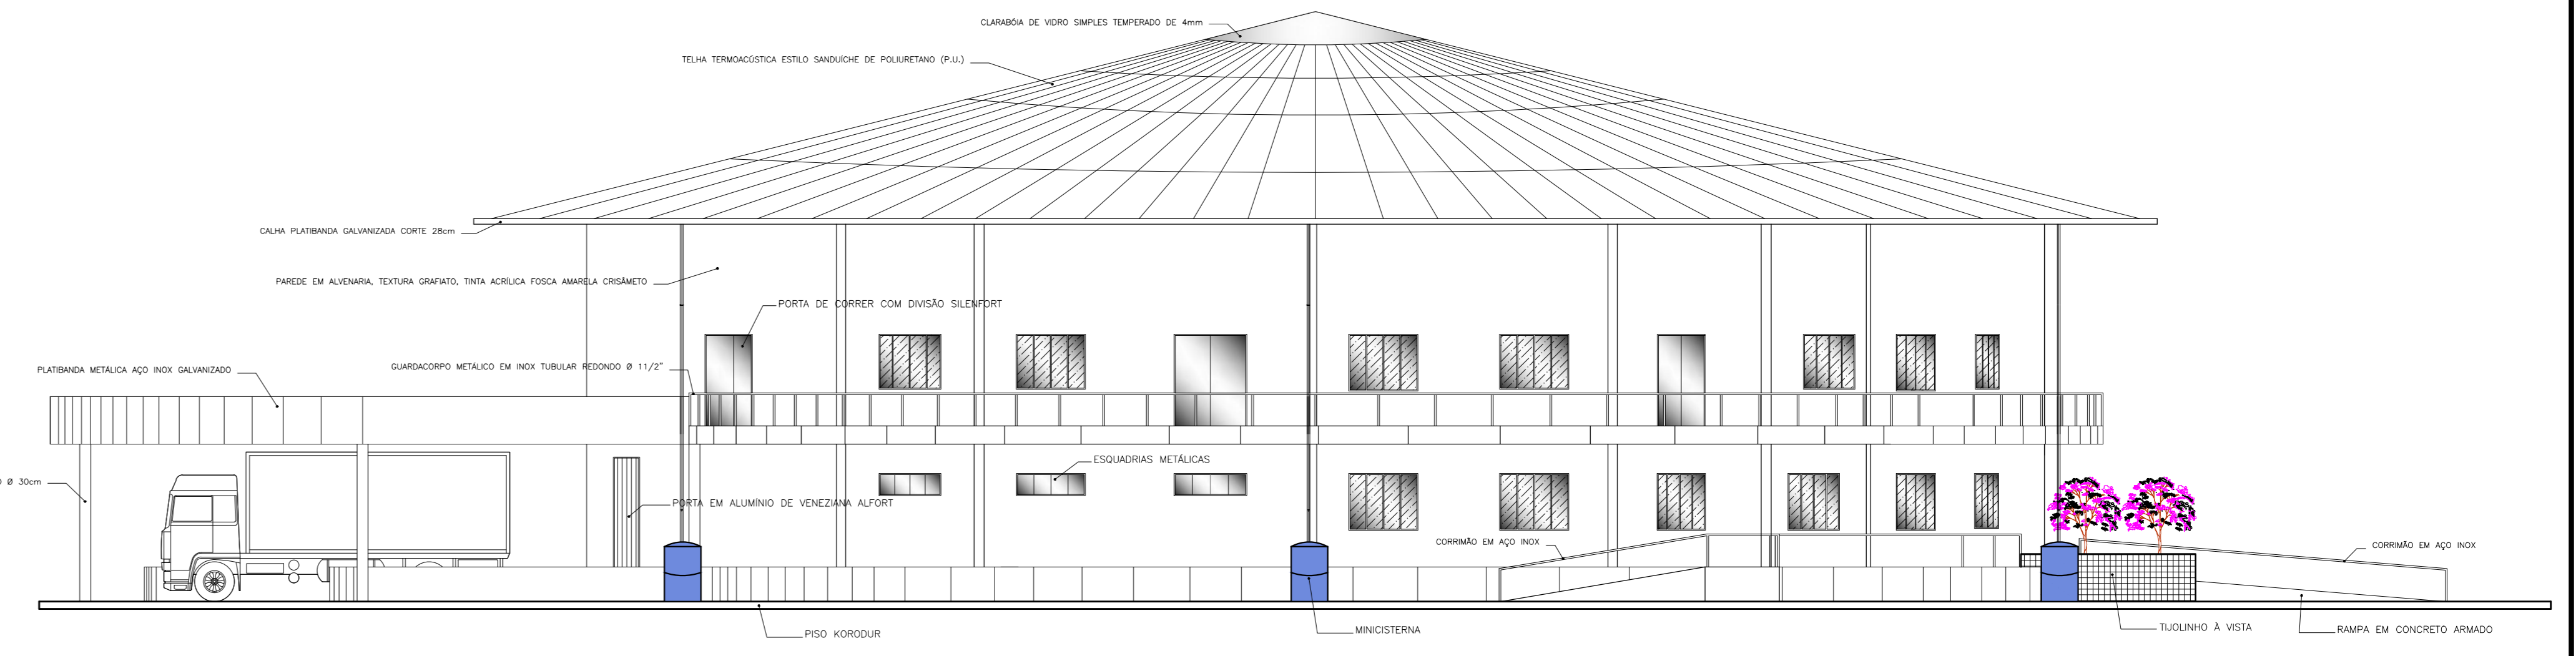 CLARABÓIA DE VIDRO SIMPLES TEMPERADO DE 4mm
TELHA TERMOACÚSTICA ESTILO SANDUÍCHE DE POLIURETANO (P.U.)
CALHA PLATIBANDA GALVANIZADA CORTE 28cm
PAREDE EM ALVENARIA, TEXTURA GRAFIATO, TINTA ACRÍLICA FOSCA AMARELA CRISÂMETO
PORTA DE CORRER COM DIVISÃO SILENFORT
GUARDACORPO METÁLICO EM INOX TUBULAR REDONDO Ø 11/2"
PLATIBANDA METÁLICA AÇO INOX GALVANIZADO
ESQUADRIAS METÁLICAS
Ø 30cm
PORTA EM ALUMÍNIO DE VENEZIANA ALFORT
CORRIMÃO EM AÇO INOX
CORRIMÃO EM AÇO INOX
PISO KORODUR
MINICISTERNA
TIJOLINHO À VISTA
RAMPA EM CONCRETO ARMADO